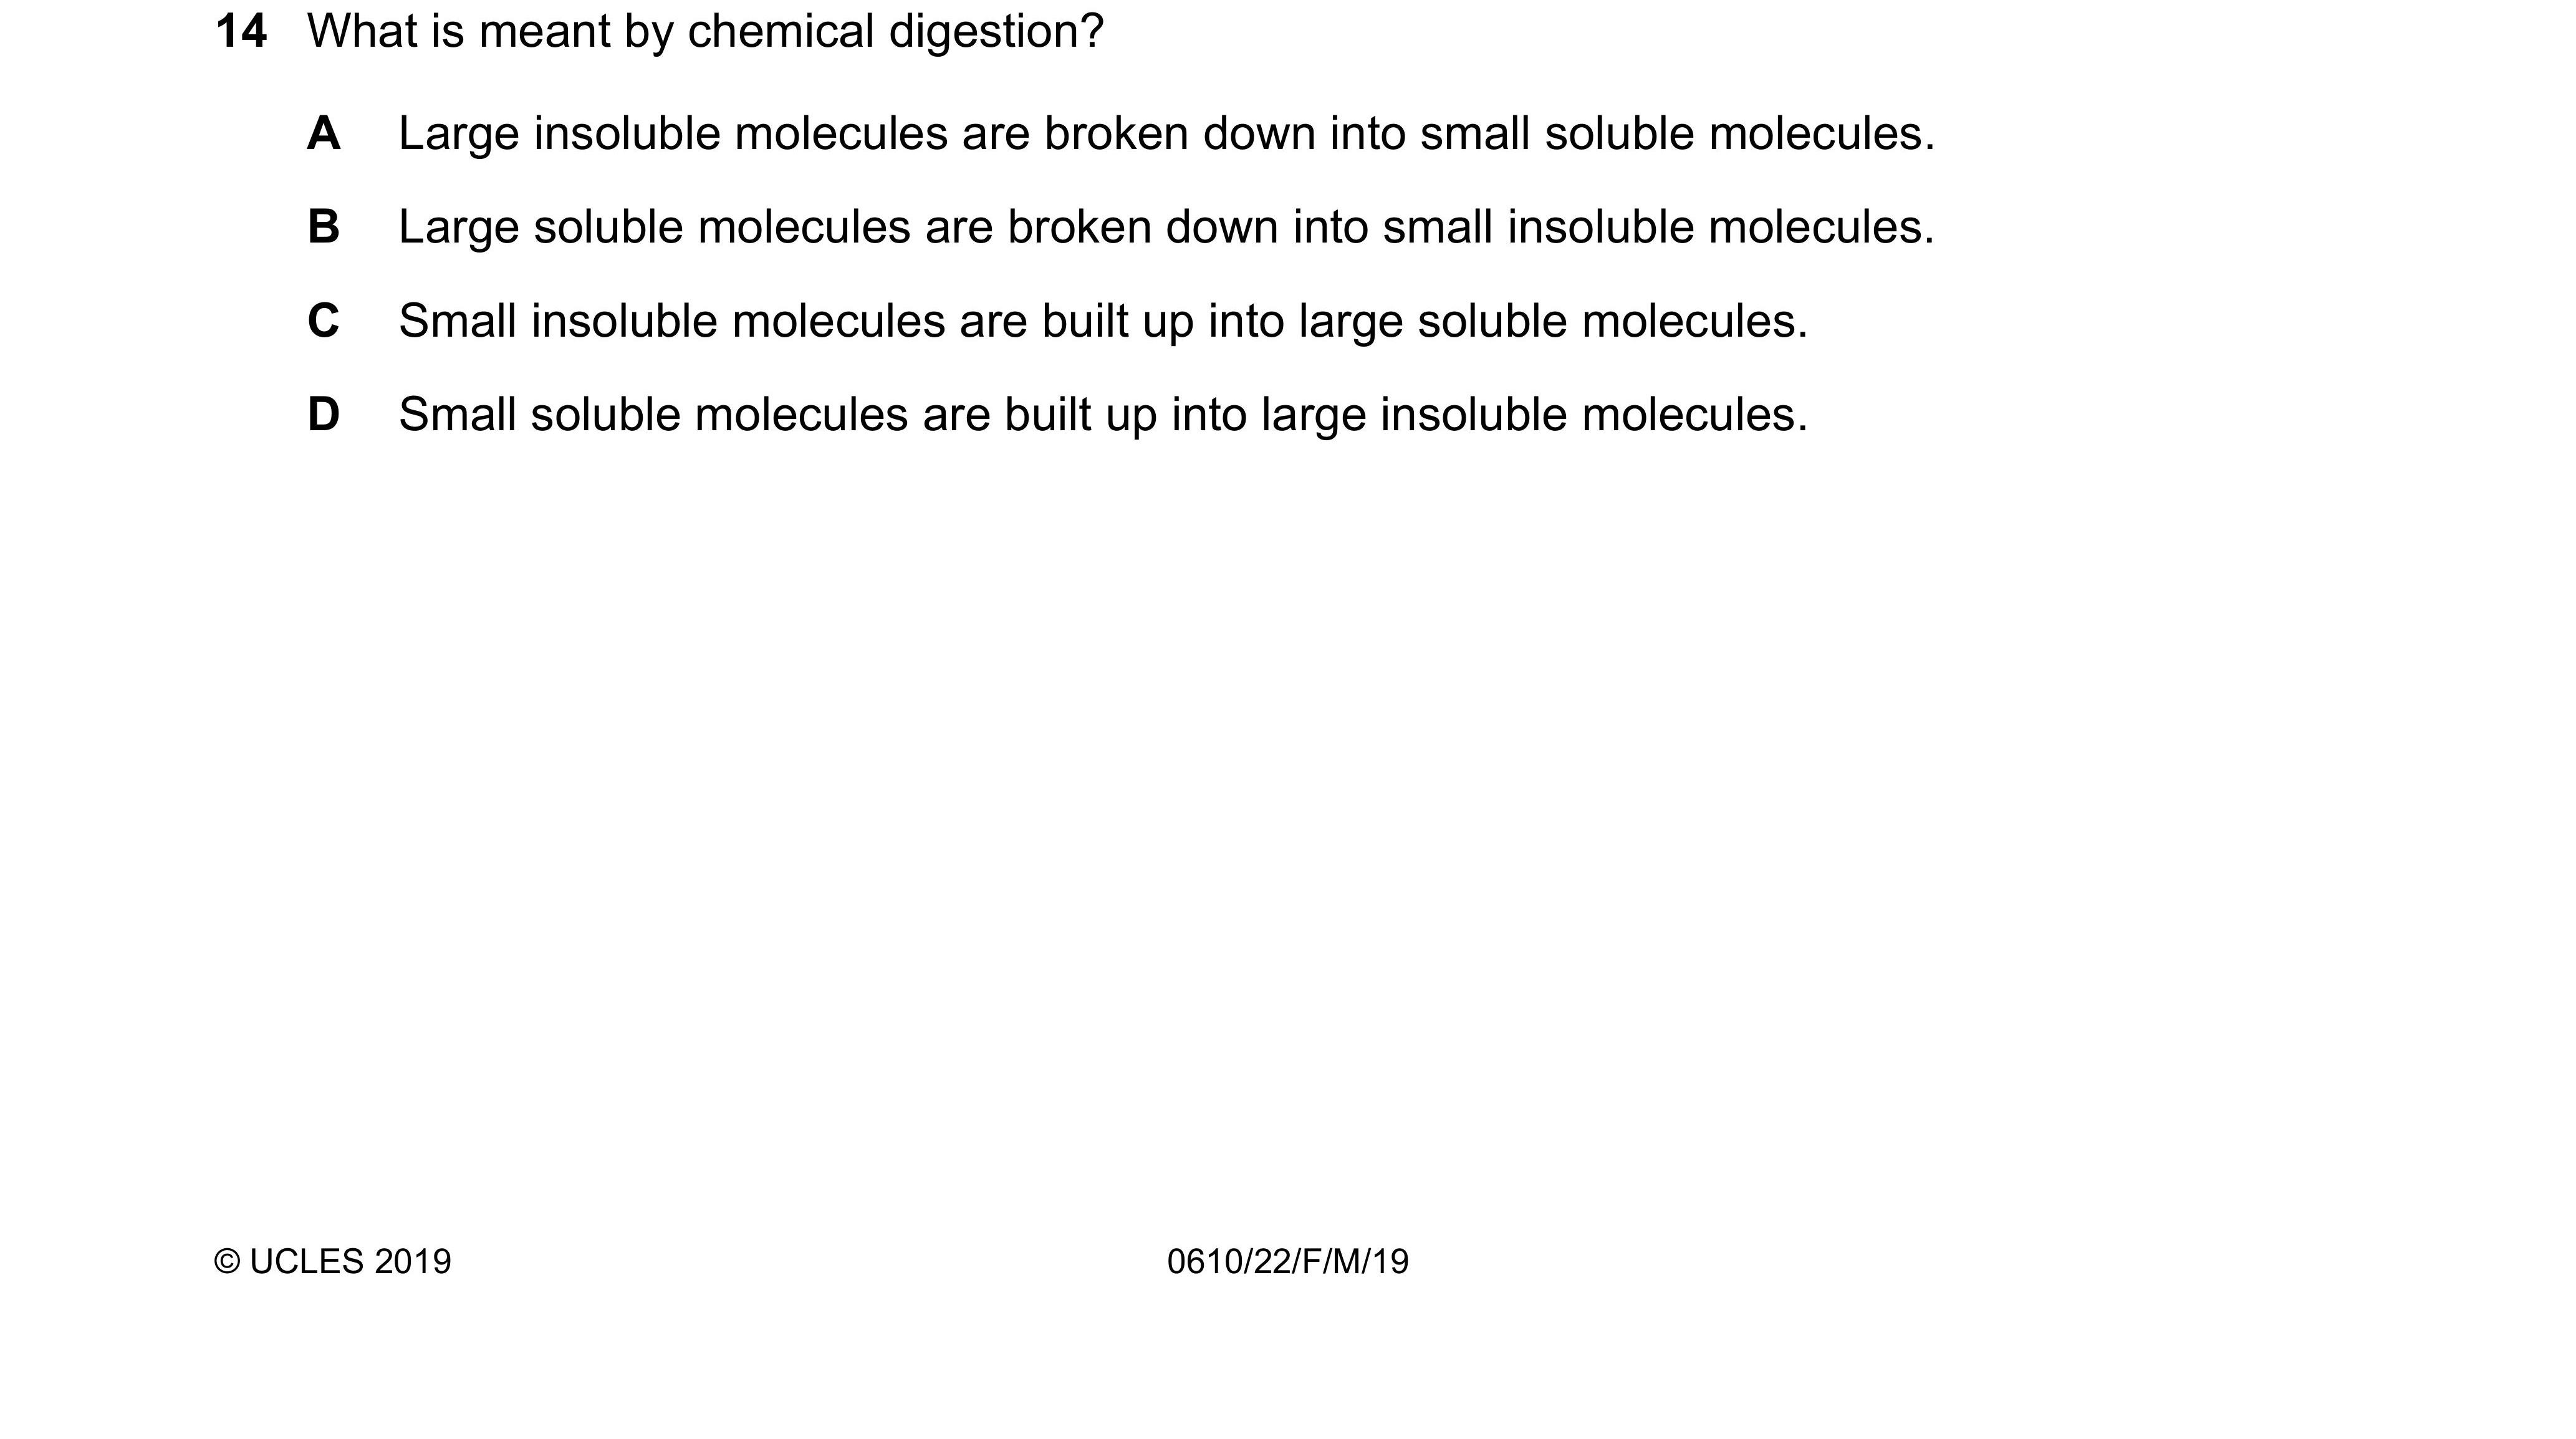 14 What is meant by chemical digestion?
A Large insoluble molecules are broken down into small soluble molecules.
B Large soluble molecules are broken down into small insoluble molecules.
C Small insoluble molecules are built up into large soluble molecules.
D Small soluble molecules are built up into large insoluble molecules.
© UCLES 2019 0610/22/F/M/19